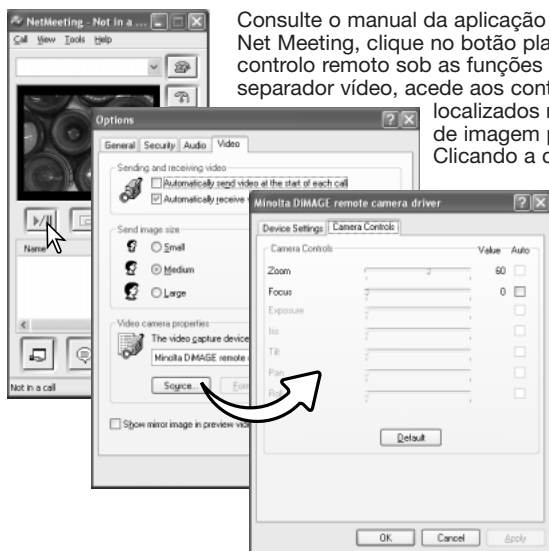 Consulte o manual da aplicação
Net Meeting, clique no botão pla
controlo remoto sob as funções
separador vídeo, acede aos cont
localizados
de imagem p
Clicando a
NetMeeting - Not in a ...
Call View Tools Help
Name
Not in a call
Options
General Security Audio Video
Sending and receiving video
Automatically send video at the start of each call
Automatically receive
Send image size
Small
Medium
Large
Video camera properties
The video capture device
Minolta DiMAGE remote
Source...
Show mirror image in preview
Minolta DiMAGE remote camera driver
Device Settings Camera Controls
Camera Controls Value Auto
Zoom 60
Focus 0
Exposure
Iris
Tilt
Pan
Default
OK Cancel Apply